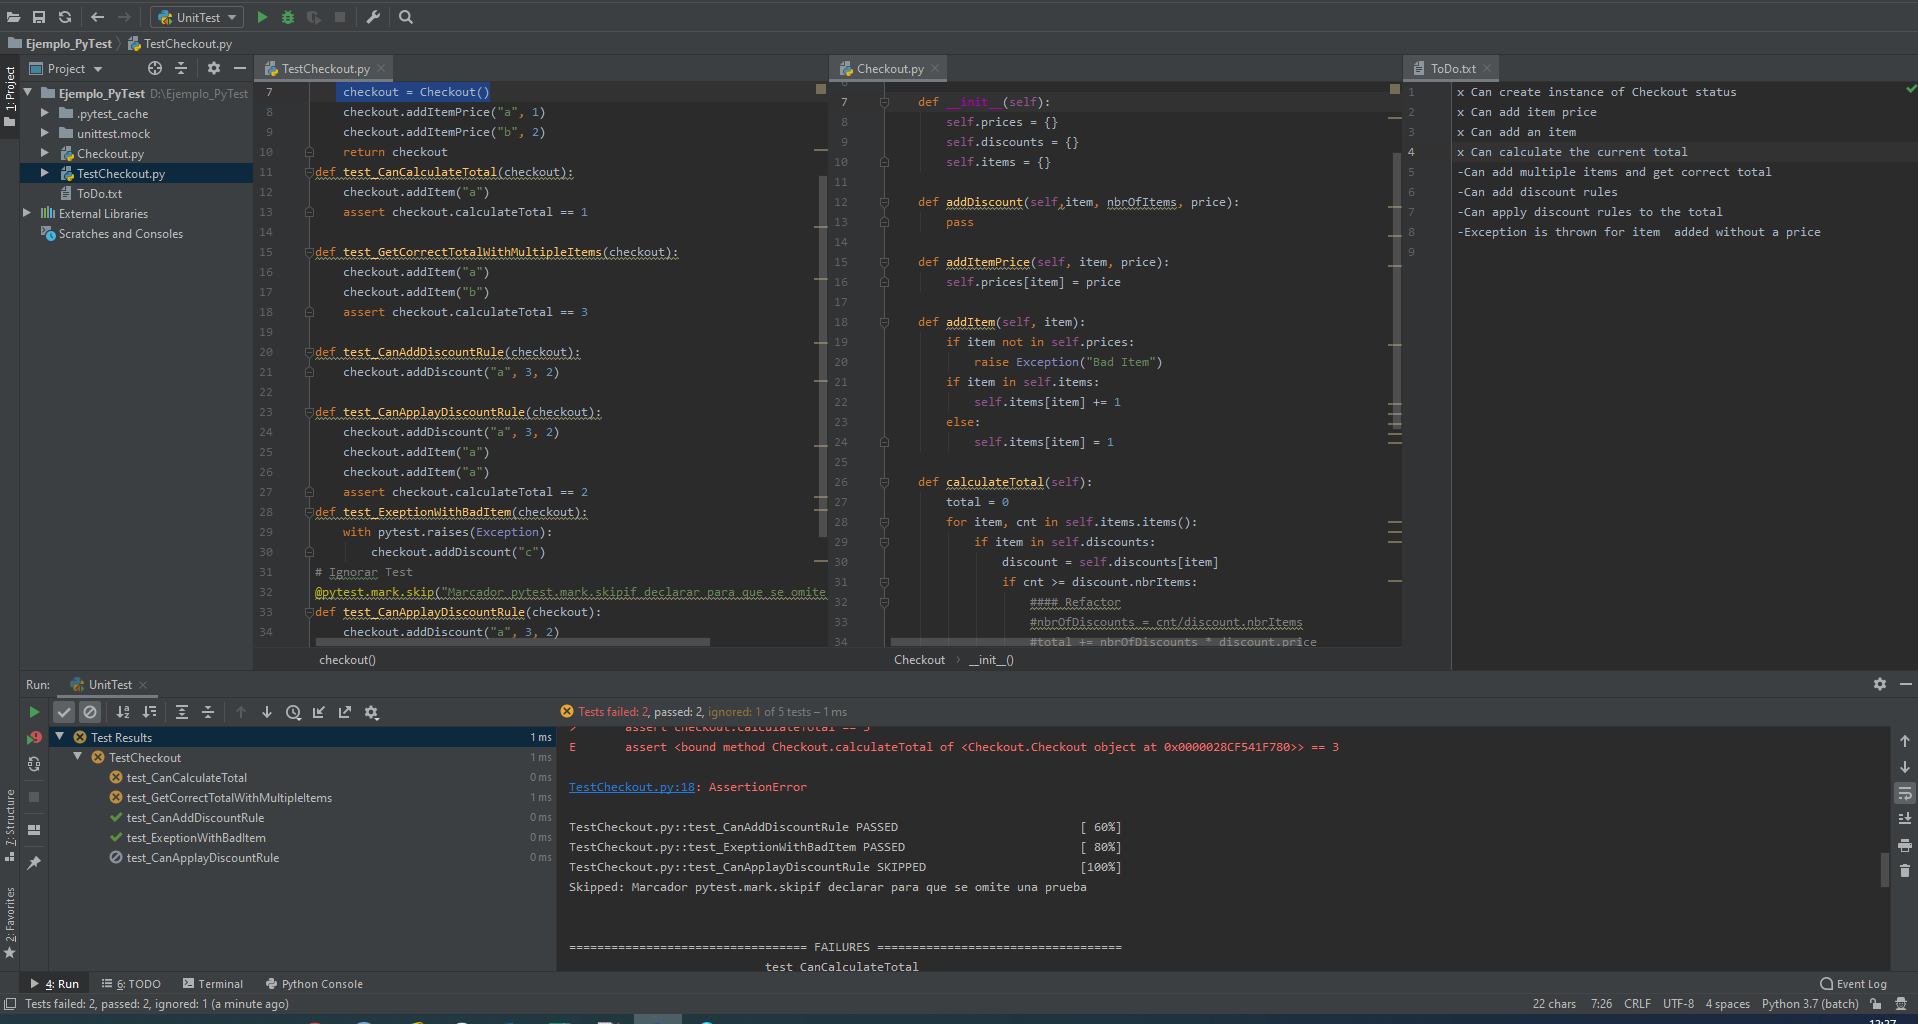 UnitTest
Ejemplo_PyTest
TestCheckout.py
1: Project
Project
Ejemplo_PyTest D:\Ejemplo_PyTest
.pytest_cache
unittest.mock
Checkout.py
TestCheckout.py
ToDo.txt
External Libraries
Scratches and Consoles
TestCheckout.py
7 checkout = Checkout()
8 checkout.addItemPrice("a", 1)
9 checkout.addItemPrice("b", 2)
10 return checkout
11 def test_CanCalculateTotal(checkout):
12 checkout.addItem("a")
13 assert checkout.calculateTotal == 1
14
15 def test_GetCorrectTotalWithMultipleItems(checkout):
16 checkout.addItem("a")
17 checkout.addItem("b")
18 assert checkout.calculateTotal == 3
19
20 def test_CanAddDiscountRule(checkout):
21 checkout.addDiscount("a", 3, 2)
22
23 def test_CanApplayDiscountRule(checkout):
24 checkout.addDiscount("a", 3, 2)
25 checkout.addItem("a")
26 checkout.addItem("a")
27 assert checkout.calculateTotal == 2
28 def test_ExeptionWithBadItem(checkout):
29 with pytest.raises(Exception):
30 checkout.addDiscount("c")
31 # Ignorar Test
32 @pytest.mark.skip("Marcador pytest.mark.skipif declarar para que se omite
33 def test_CanApplayDiscountRule(checkout):
34 checkout.addDiscount("a", 3, 2)
checkout()
Checkout.py
7 def __init__(self):
8 self.prices = {}
9 self.discounts = {}
10 self.items = {}
11
12 def addDiscount(self,item, nbrOfItems, price):
13 pass
14
15 def addItemPrice(self, item, price):
16 self.prices[item] = price
17
18 def addItem(self, item):
19 if item not in self.prices:
20 raise Exception("Bad Item")
21 if item in self.items:
22 self.items[item] += 1
23 else:
24 self.items[item] = 1
25
26 def calculateTotal(self):
27 total = 0
28 for item, cnt in self.items.items():
29 if item in self.discounts:
30 discount = self.discounts[item]
31 if cnt >= discount.nbrItems:
32 #### Refactor
33 #nbrOfDiscounts = cnt/discount.nbrItems
34 #total += nbrOfDiscounts * discount.price
Checkout › __init__()
ToDo.txt
1 x Can create instance of Checkout status
2 x Can add item price
3 x Can add an item
4 x Can calculate the current total
5 -Can add multiple items and get correct total
6 -Can add discount rules
7 -Can apply discount rules to the total
8 -Exception is thrown for item  added without a price
9
Run: UnitTest
Tests failed: 2, passed: 2, ignored: 1 of 5 tests – 1 ms
Test Results 1 ms
TestCheckout 1 ms
test_CanCalculateTotal 0 ms
test_GetCorrectTotalWithMultipleItems 1 ms
test_CanAddDiscountRule 0 ms
test_ExeptionWithBadItem 0 ms
test_CanApplayDiscountRule 0 ms
> assert checkout.calculateTotal == 3
E assert <bound method Checkout.calculateTotal of <Checkout.Checkout object at 0x0000028CF541F780>> == 3
TestCheckout.py:18: AssertionError
TestCheckout.py::test_CanAddDiscountRule PASSED [ 60%]
TestCheckout.py::test_ExeptionWithBadItem PASSED [ 80%]
TestCheckout.py::test_CanApplayDiscountRule SKIPPED [100%]
Skipped: Marcador pytest.mark.skipif declarar para que se omite una prueba
================================== FAILURES ===================================
test_CanCalculateTotal
7: Structure
2: Favorites
4: Run
6: TODO
Terminal
Python Console
Event Log
Tests failed: 2, passed: 2, ignored: 1 (a minute ago)
22 chars 7:26 CRLF UTF-8 4 spaces Python 3.7 (batch)